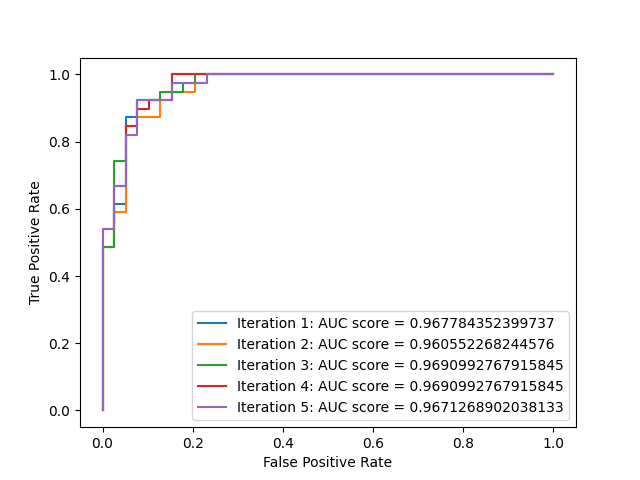 1.0
0.8
0.6
0.4
0.2
0.0
True Positive Rate
Iteration 1: AUC score = 0.967784352399737
Iteration 2: AUC score = 0.960552268244576
Iteration 3: AUC score = 0.9690992767915845
Iteration 4: AUC score = 0.9690992767915845
Iteration 5: AUC score = 0.9671268902038133
0.0 0.2 0.4 0.6 0.8 1.0
False Positive Rate